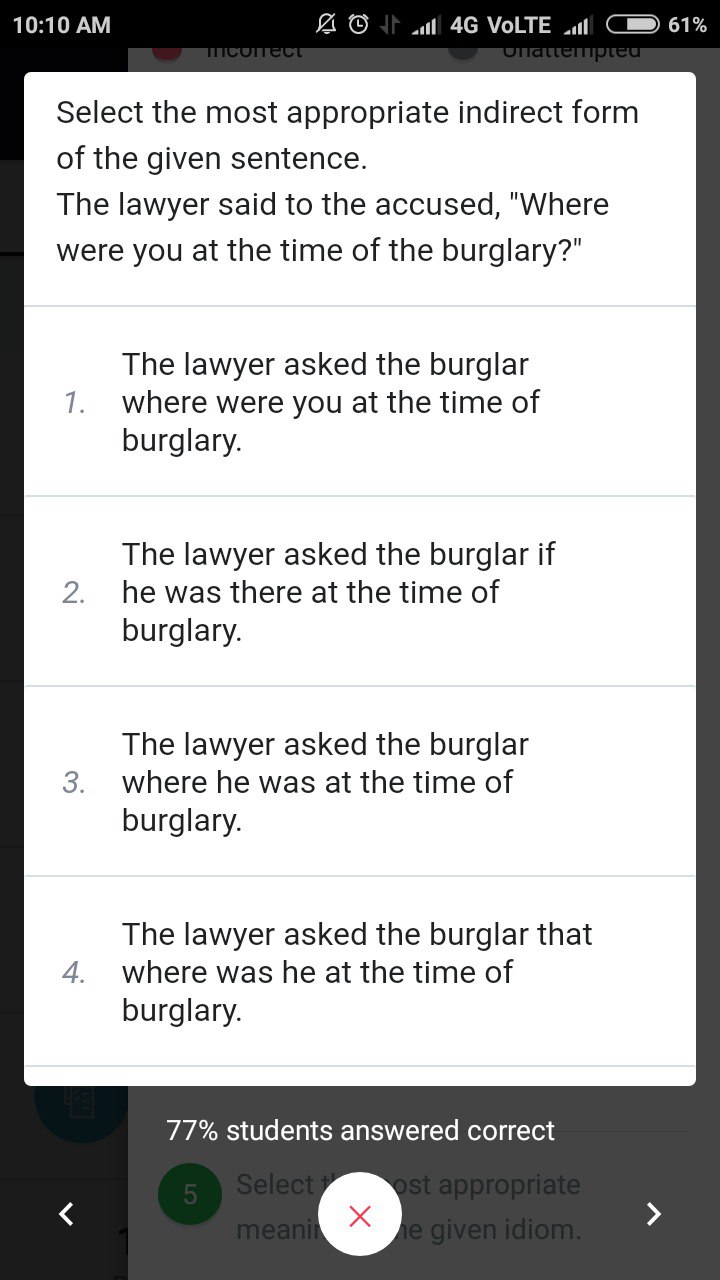 10:10 AM 4G VoLTE 61%
Incorrect Unattempted
Select the most appropriate indirect form
of the given sentence.
The lawyer said to the accused, "Where
were you at the time of the burglary?"
1. The lawyer asked the burglar
where were you at the time of
burglary.
2. The lawyer asked the burglar if
he was there at the time of
burglary.
3. The lawyer asked the burglar
where he was at the time of
burglary.
4. The lawyer asked the burglar that
where was he at the time of
burglary.
77% students answered correct
5 Select ost appropriate
he given idiom.